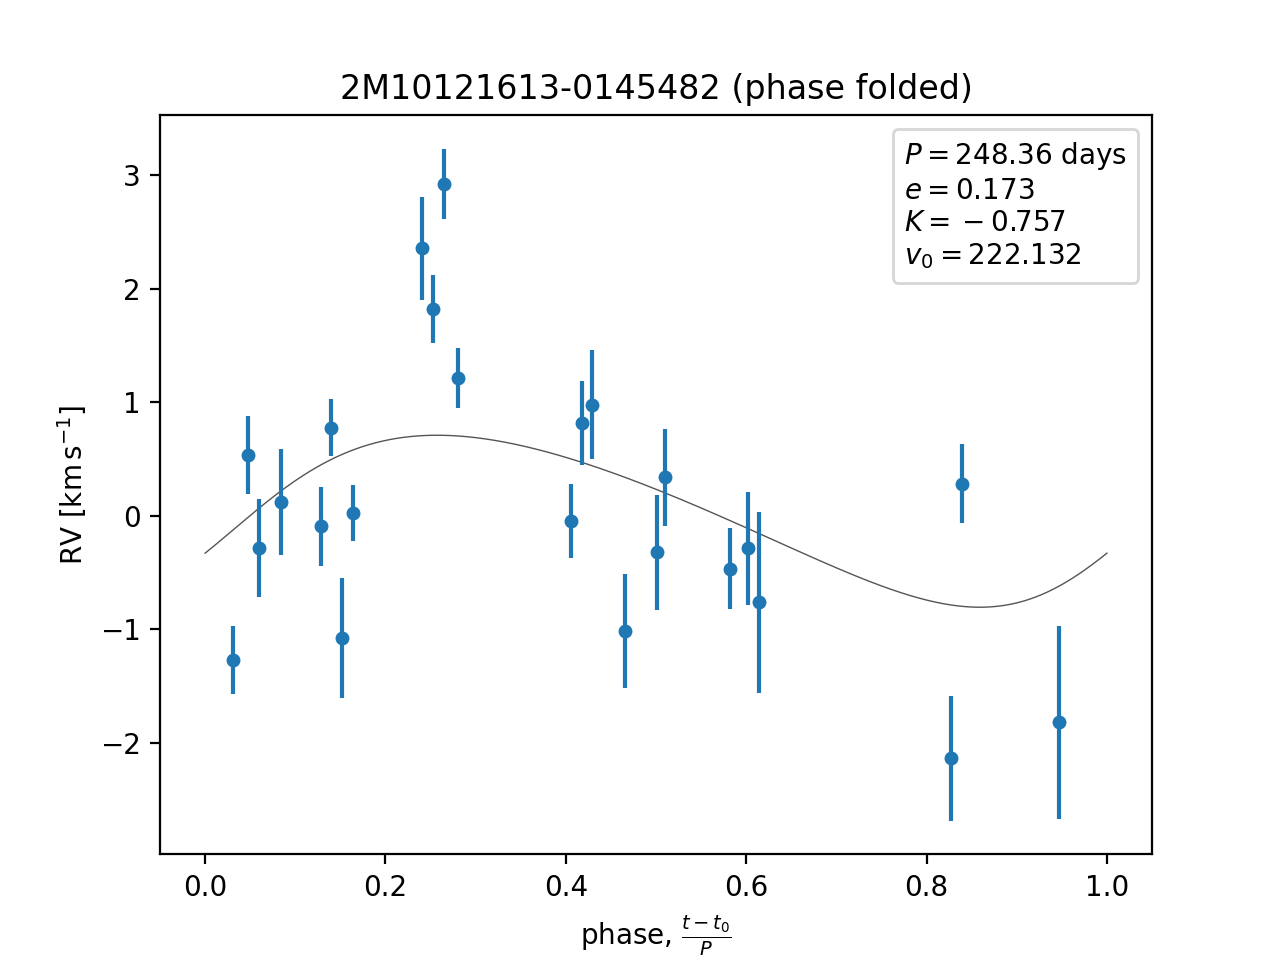 2M10121613-0145482 (phase folded)
P = 248.36 days
e = 0.173
K = −0.757
v₀ = 222.132
RV [km s⁻¹]
3
2
1
0
−1
−2
0.0 0.2 0.4 0.6 0.8 1.0
phase, (t − t₀)/P